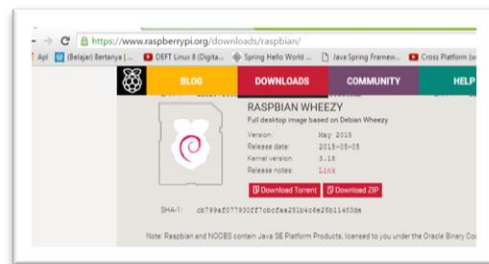 https://www.raspberrypi.org/downloads/raspbian/
Apl (Belajar) Bertanya | ... DEFT Linux 8 (Digita... Spring Hello World ... Java Spring Framew... Cross Platform
BLOG DOWNLOADS COMMUNITY HELP
RASPBIAN WHEEZY
Full desktop image based on Debian Wheezy
Version: May 2015
Release date: 2015-05-05
Kernel version: 3.18
Release notes: Link
Download Torrent Download ZIP
SHA-1:
Note: Raspbian and NOOBS contain Java SE Platform Products, licensed to you under the Oracle Binary